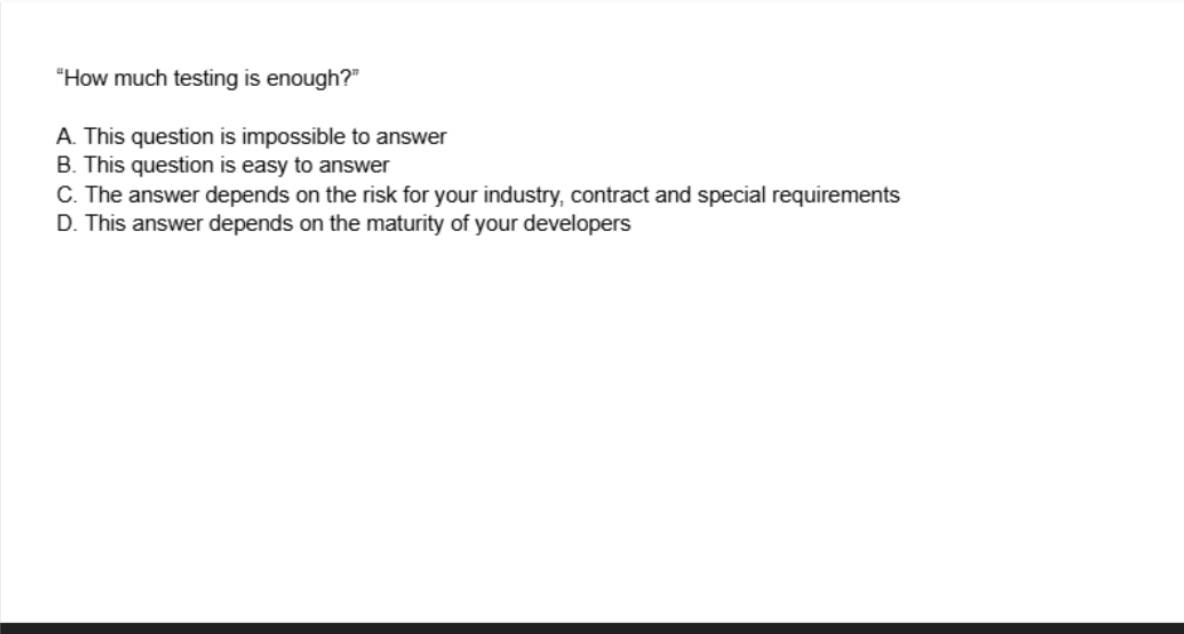 “How much testing is enough?”
A. This question is impossible to answer
B. This question is easy to answer
C. The answer depends on the risk for your industry, contract and special requirements
D. This answer depends on the maturity of your developers